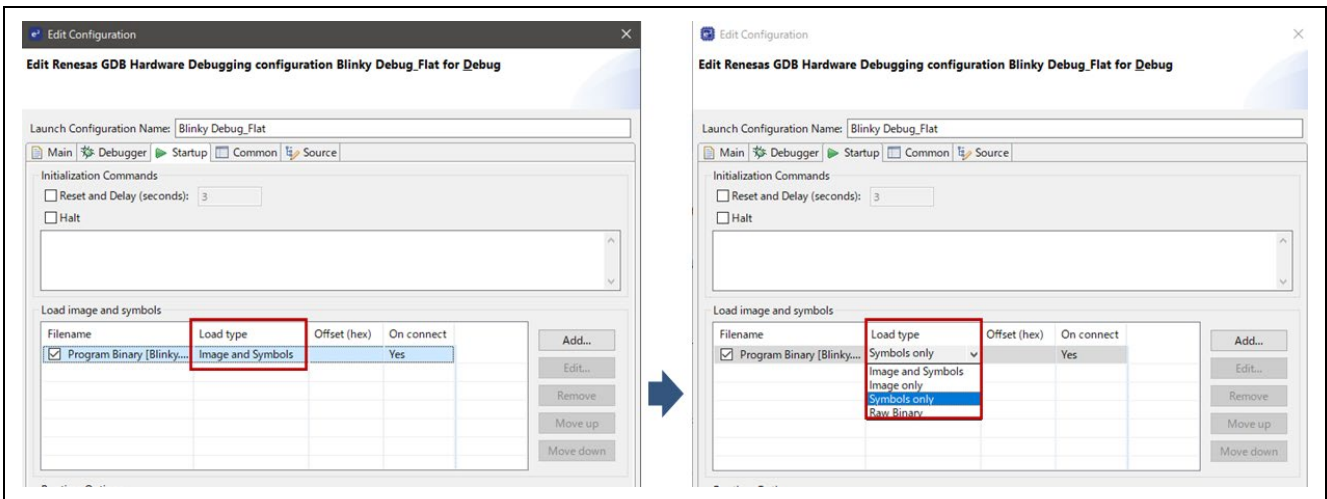 Edit Configuration
Edit Renesas GDB Hardware Debugging configuration Blinky Debug_Flat for Debug
Launch Configuration Name: Blinky Debug_Flat
Main Debugger Startup Common Source
Initialization Commands
Reset and Delay (seconds): 3
Halt
Load image and symbols
Filename Load type Offset (hex) On connect
Program Binary [Blinky.... Image and Symbols Yes
Add...
Edit...
Remove
Move up
Move down
Edit Configuration
Edit Renesas GDB Hardware Debugging configuration Blinky Debug_Flat for Debug
Launch Configuration Name: Blinky Debug_Flat
Main Debugger Startup Common Source
Initialization Commands
Reset and Delay (seconds): 3
Halt
Load image and symbols
Filename Load type Offset (hex) On connect
Program Binary [Blinky.... Symbols only Yes
Image and Symbols
Image only
Symbols only
Raw Binary
Add...
Edit...
Remove
Move up
Move down